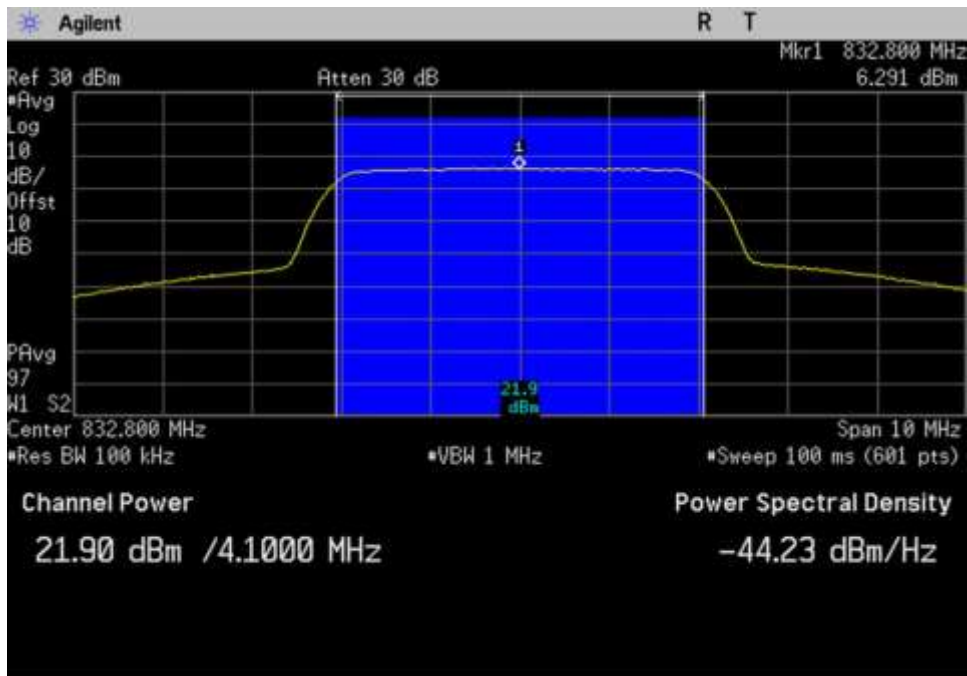 Agilent R T
Mkr1 832.800 MHz
Ref 30 dBm Atten 30 dB 6.291 dBm
#Avg
Log
10
dB/
Offst
10
dB
1
PAvg
97
W1 S2
21.9
dBm
Center 832.800 MHz Span 10 MHz
#Res BW 100 kHz #VBW 1 MHz #Sweep 100 ms (601 pts)
Channel Power Power Spectral Density
21.90 dBm /4.1000 MHz -44.23 dBm/Hz